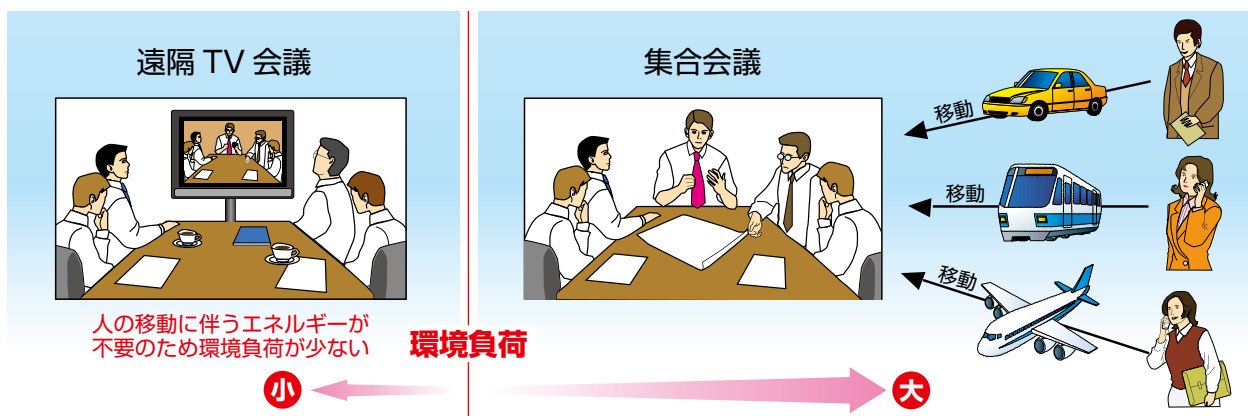 遠隔 TV 会議
人の移動に伴うエネルギーが
不要のため環境負荷が少ない
集合会議
移動
移動
移動
環境負荷
小
大